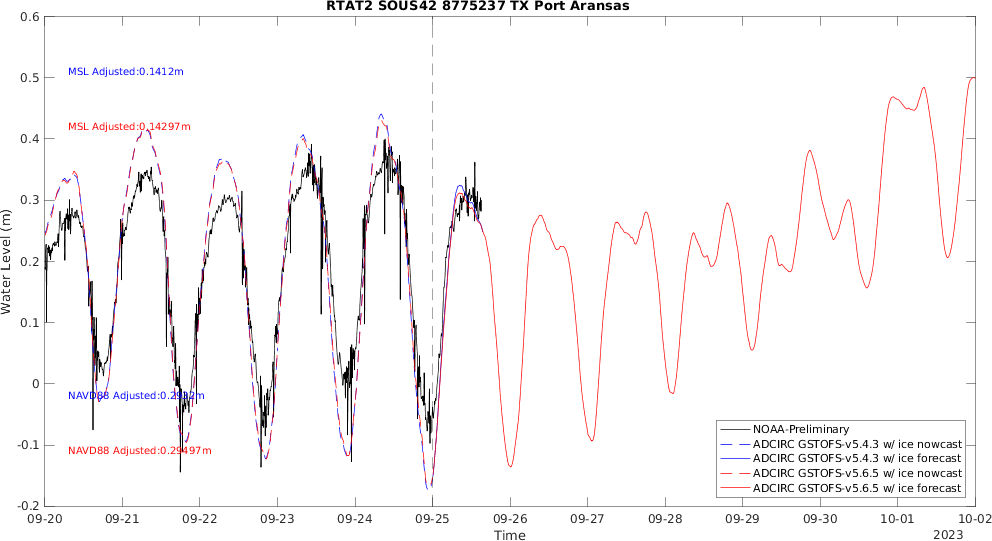 RTAT2 SOUS42 8775237 TX Port Aransas
0.6
0.5
0.4
0.3
0.2
0.1
0
-0.1
-0.2
Water Level (m)
MSL Adjusted:0.1412m
MSL Adjusted:0.14297m
NAVD88 Adjusted:0.2932m
NAVD88 Adjusted:0.29497m
NOAA-Preliminary
ADCIRC GSTOFS-v5.4.3 w/ ice nowcast
ADCIRC GSTOFS-v5.4.3 w/ ice forecast
ADCIRC GSTOFS-v5.6.5 w/ ice nowcast
ADCIRC GSTOFS-v5.6.5 w/ ice forecast
09-20 09-21 09-22 09-23 09-24 09-25 09-26 09-27 09-28 09-29 09-30 10-01 10-02
Time
2023